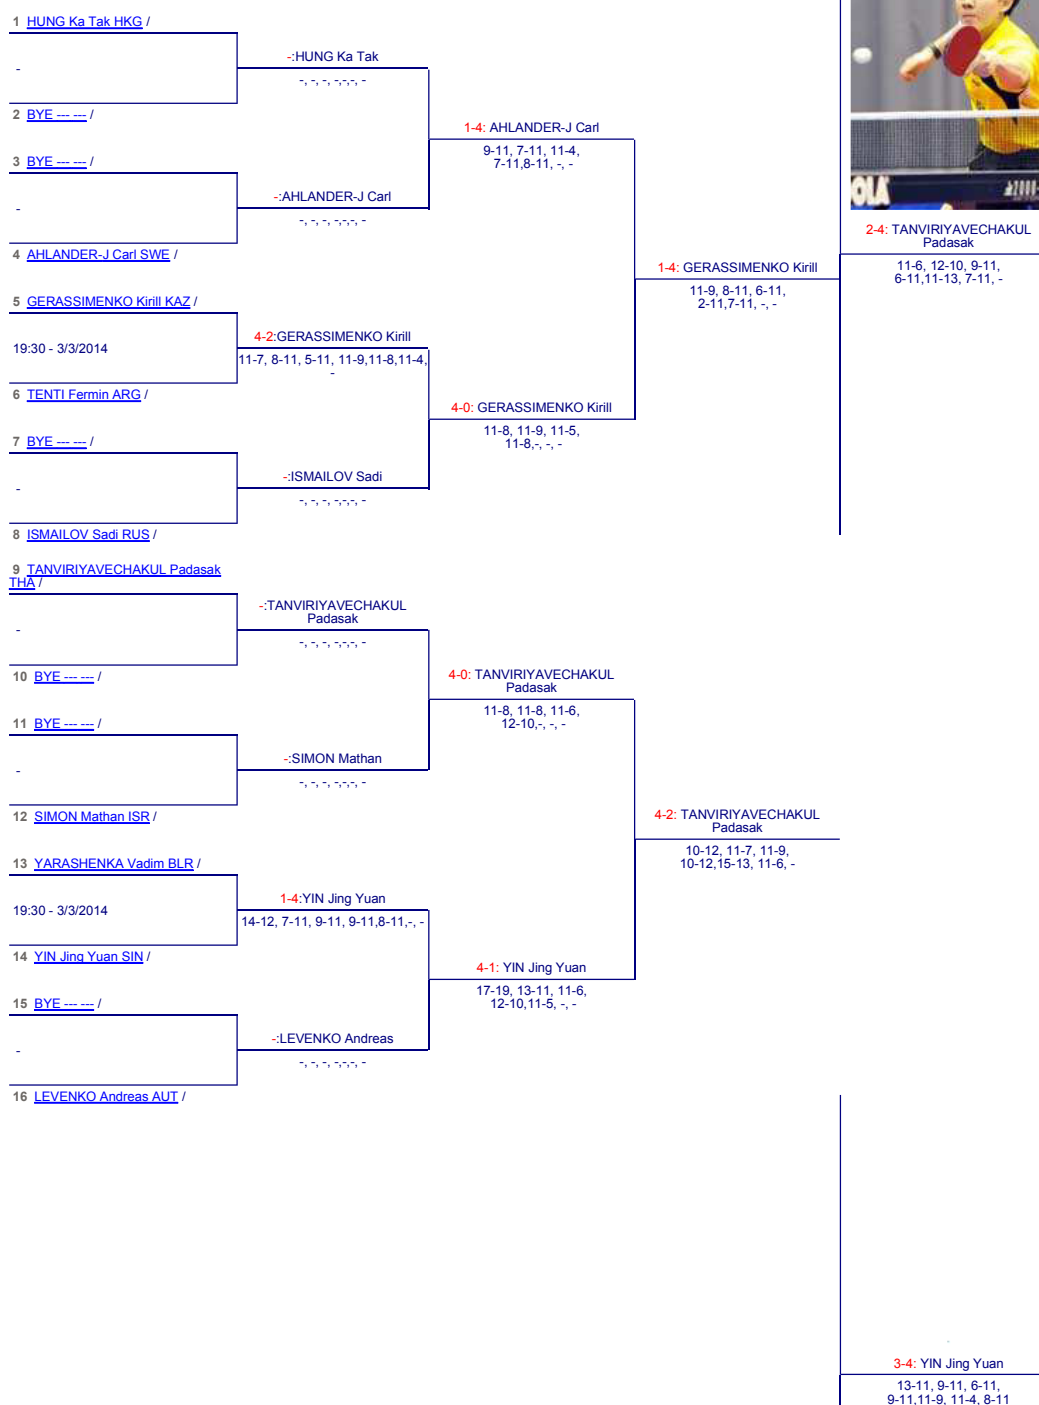 1 HUNG Ka Tak HKG /
-
-:HUNG Ka Tak
-, -, -, -,-,-, -
2 BYE --- --- /
1-4: AHLANDER-J Carl
9-11, 7-11, 11-4,
7-11,8-11, -, -
3 BYE --- --- /
-
-:AHLANDER-J Carl
-, -, -, -,-,-, -
4 AHLANDER-J Carl SWE /
1-4: GERASSIMENKO Kirill
11-9, 8-11, 6-11,
2-11,7-11, -, -
5 GERASSIMENKO Kirill KAZ /
19:30 - 3/3/2014
4-2:GERASSIMENKO Kirill
11-7, 8-11, 5-11, 11-9,11-8,11-4,
-
6 TENTI Fermin ARG /
4-0: GERASSIMENKO Kirill
11-8, 11-9, 11-5,
11-8,-, -, -
7 BYE --- --- /
-
-:ISMAILOV Sadi
-, -, -, -,-,-, -
8 ISMAILOV Sadi RUS /
2-4: TANVIRIYAVECHAKUL
Padasak
11-6, 12-10, 9-11,
6-11,11-13, 7-11, -
9 TANVIRIYAVECHAKUL Padasak
THA /
-
-:TANVIRIYAVECHAKUL
Padasak
-, -, -, -,-,-, -
10 BYE --- --- /
4-0: TANVIRIYAVECHAKUL
Padasak
11-8, 11-8, 11-6,
12-10,-, -, -
11 BYE --- --- /
-
-:SIMON Mathan
-, -, -, -,-,-, -
12 SIMON Mathan ISR /
4-2: TANVIRIYAVECHAKUL
Padasak
10-12, 11-7, 11-9,
10-12,15-13, 11-6, -
13 YARASHENKA Vadim BLR /
19:30 - 3/3/2014
1-4:YIN Jing Yuan
14-12, 7-11, 9-11, 9-11,8-11,-, -
14 YIN Jing Yuan SIN /
4-1: YIN Jing Yuan
17-19, 13-11, 11-6,
12-10,11-5, -, -
15 BYE --- --- /
-
-:LEVENKO Andreas
-, -, -, -,-,-, -
16 LEVENKO Andreas AUT /
3-4: YIN Jing Yuan
13-11, 9-11, 6-11,
9-11,11-9, 11-4, 8-11